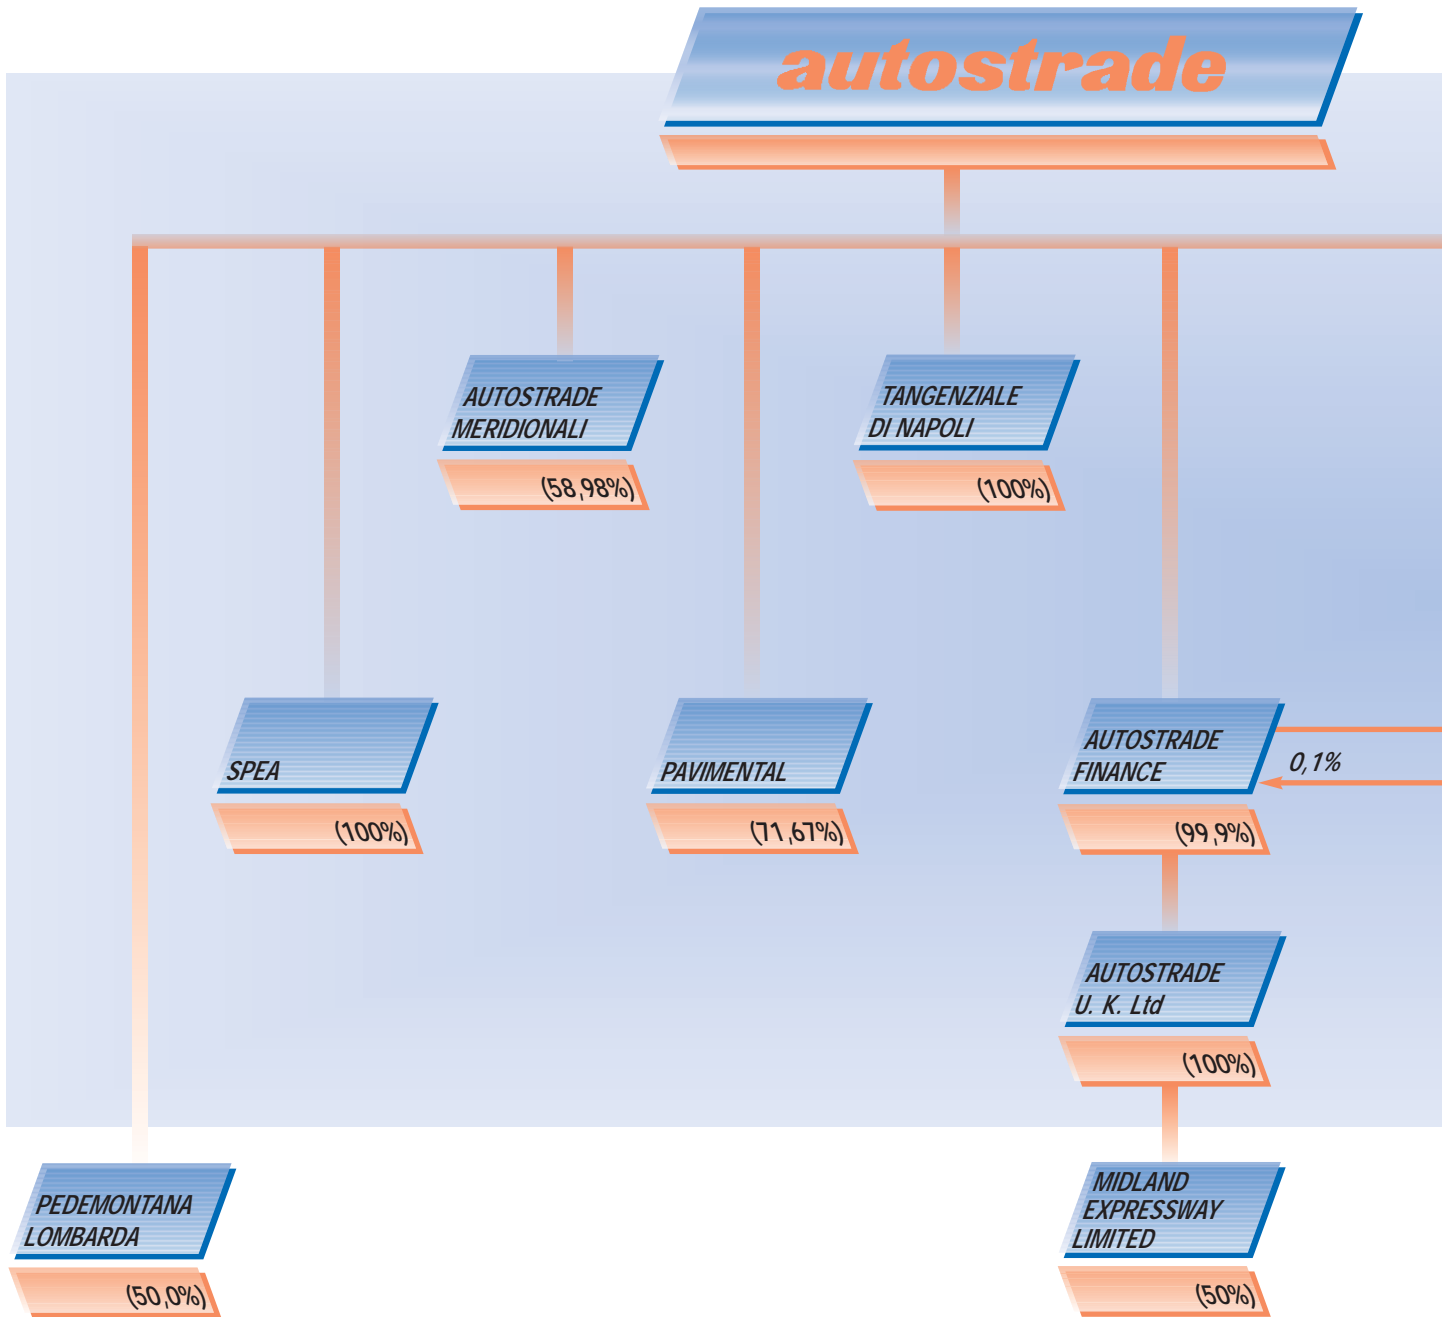 autostrade
AUTOSTRADE
MERIDIONALI
(58,98%)
TANGENZIALE
DI NAPOLI
(100%)
SPEA
(100%)
PAVIMENTAL
(71,67%)
AUTOSTRADE
FINANCE
(99,9%)
0,1%
AUTOSTRADE
U. K. Ltd
(100%)
PEDEMONTANA
LOMBARDA
(50,0%)
MIDLAND
EXPRESSWAY
LIMITED
(50%)